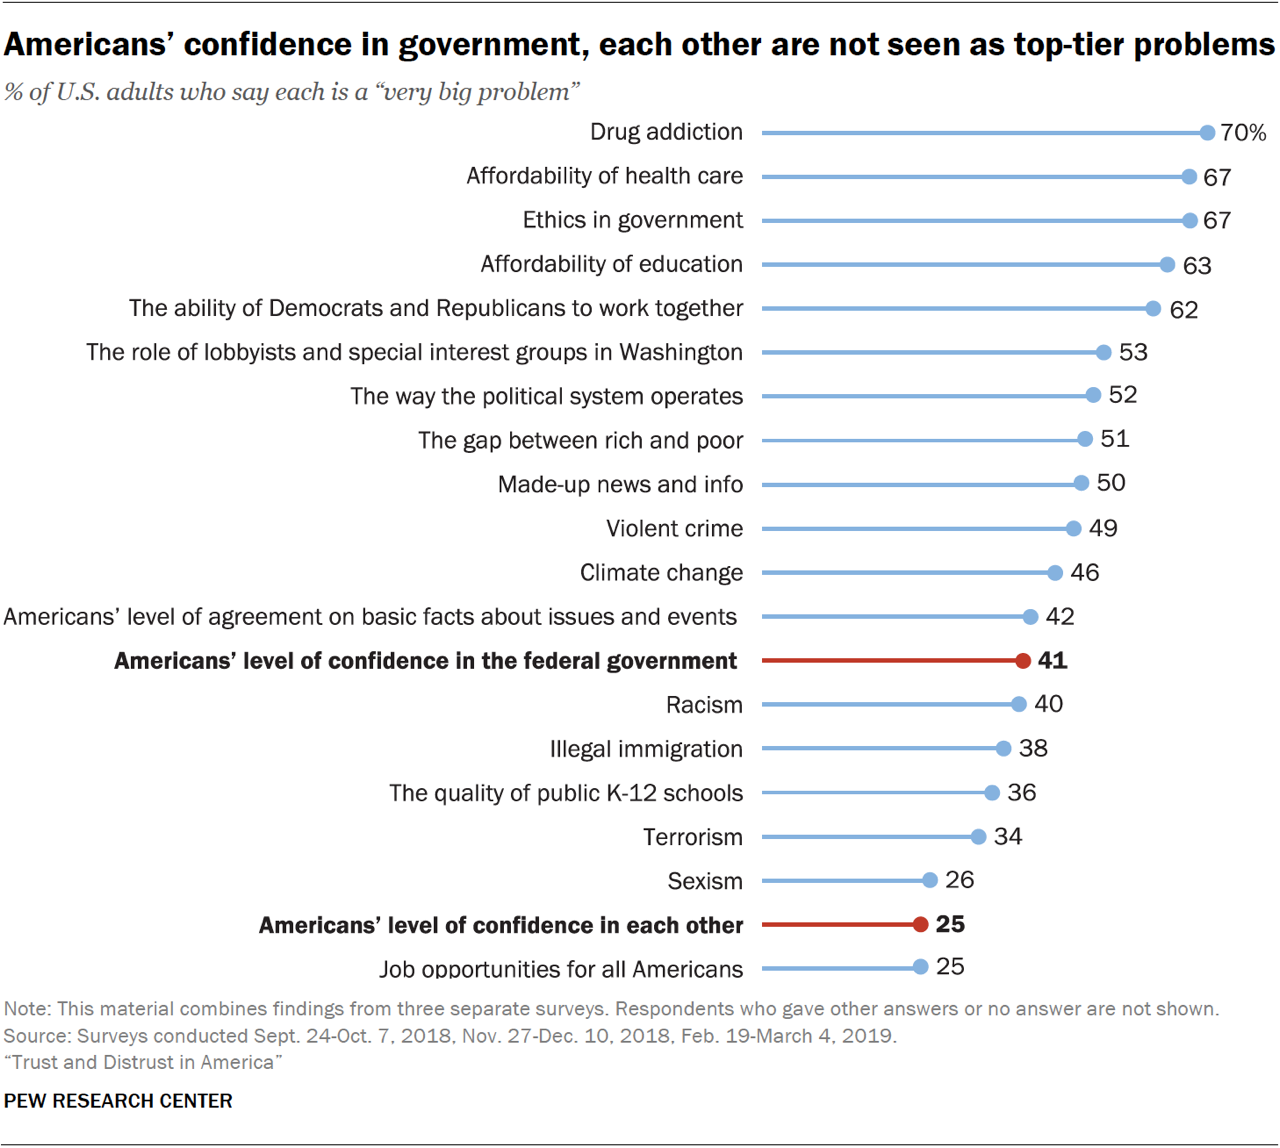 Americans’ confidence in government, each other are not seen as top-tier problems
% of U.S. adults who say each is a “very big problem”
Drug addiction 70%
Affordability of health care 67
Ethics in government 67
Affordability of education 63
The ability of Democrats and Republicans to work together 62
The role of lobbyists and special interest groups in Washington 53
The way the political system operates 52
The gap between rich and poor 51
Made-up news and info 50
Violent crime 49
Climate change 46
Americans’ level of agreement on basic facts about issues and events 42
Americans’ level of confidence in the federal government 41
Racism 40
Illegal immigration 38
The quality of public K-12 schools 36
Terrorism 34
Sexism 26
Americans’ level of confidence in each other 25
Job opportunities for all Americans 25
Note: This material combines findings from three separate surveys. Respondents who gave other answers or no answer are not shown.
Source: Surveys conducted Sept. 24-Oct. 7, 2018, Nov. 27-Dec. 10, 2018, Feb. 19-March 4, 2019.
“Trust and Distrust in America”
PEW RESEARCH CENTER